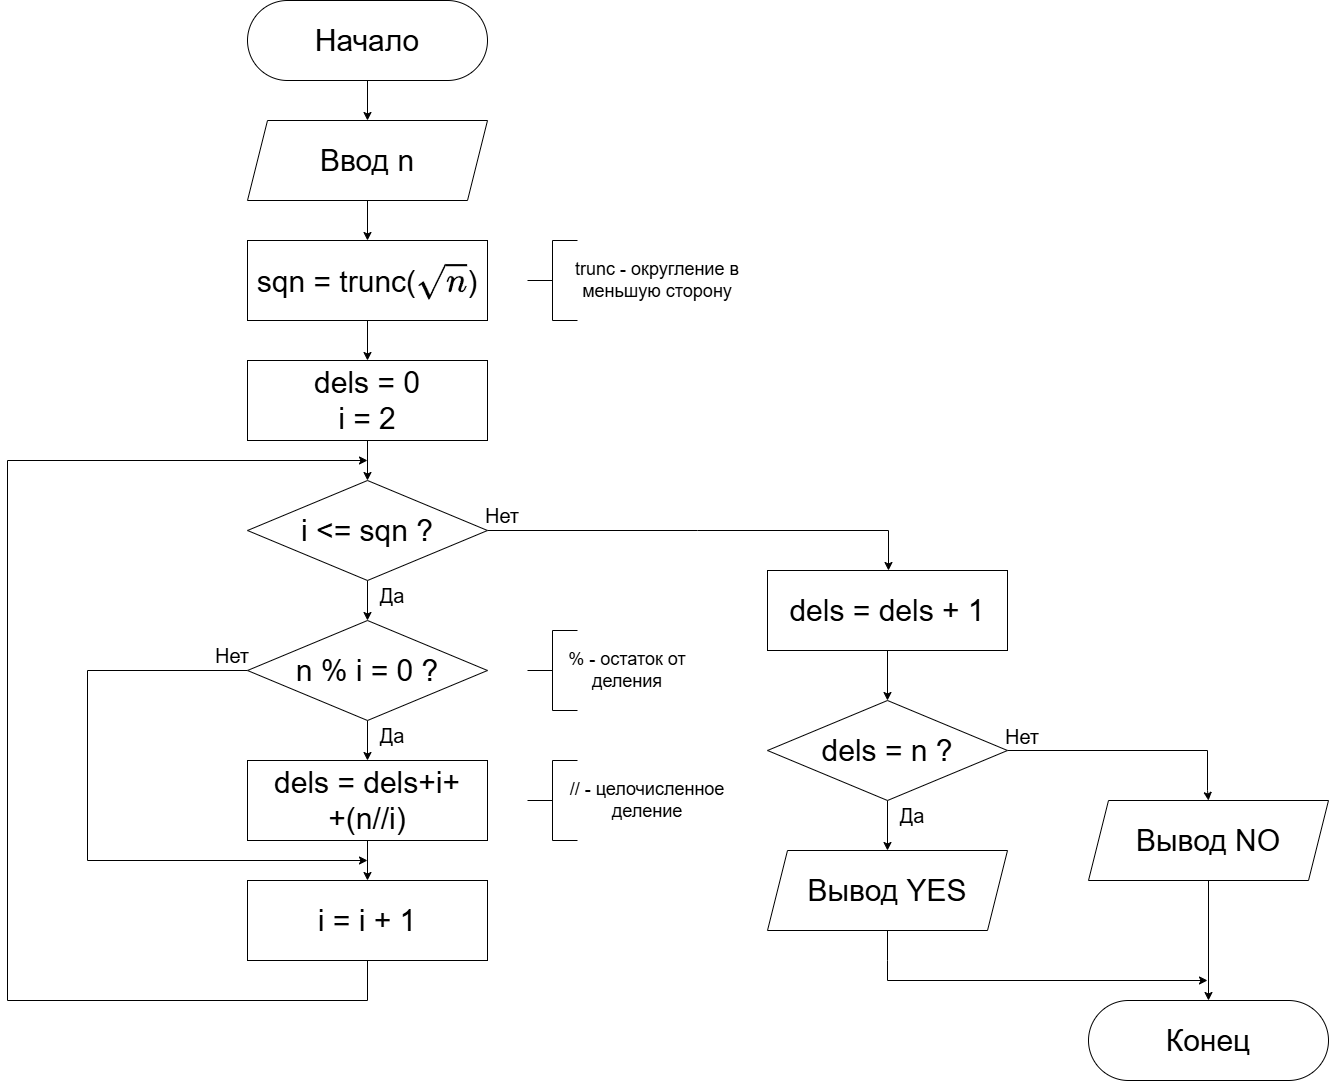 Начало
Ввод n
sqn = trunc(√n)
trunc - округление в
меньшую сторону
dels = 0
i = 2
i <= sqn ?
Нет
Да
n % i = 0 ?
Нет
% - остаток от
деления
Да
dels = dels+i+
+(n//i)
// - целочисленное
деление
i = i + 1
dels = dels + 1
dels = n ?
Нет
Да
Вывод NO
Вывод YES
Конец